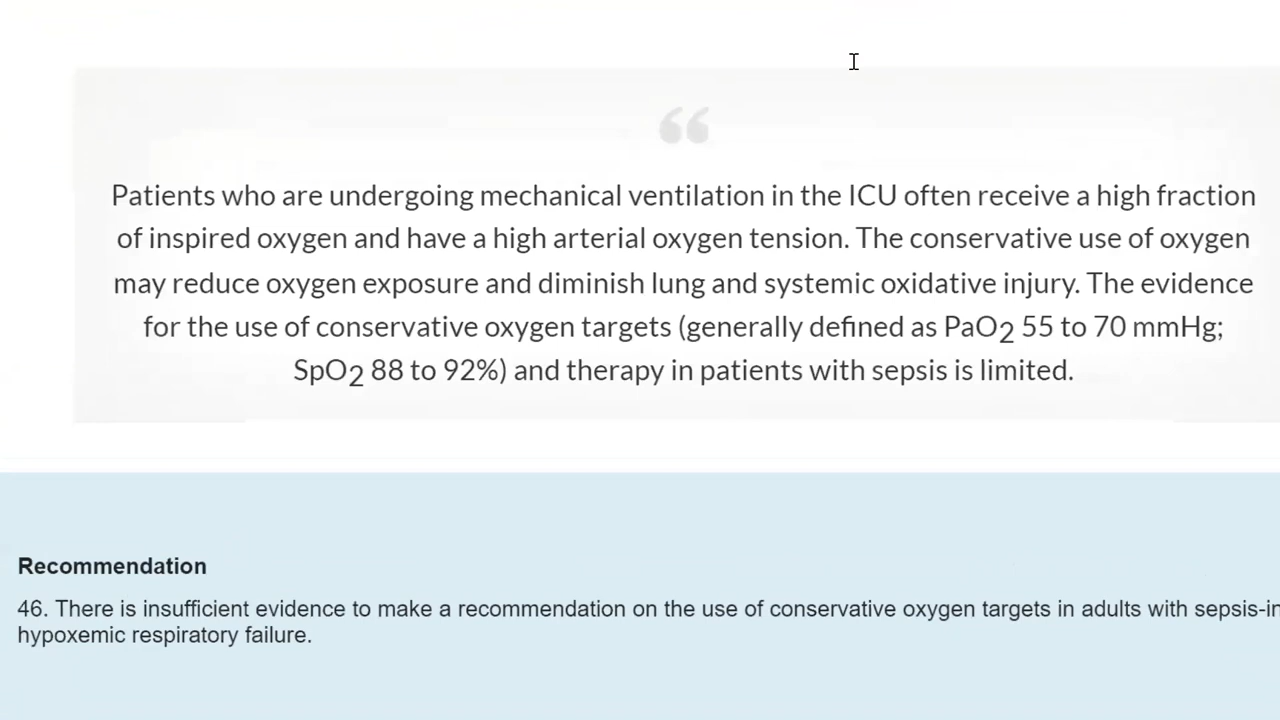 “
Patients who are undergoing mechanical ventilation in the ICU often receive a high fraction
of inspired oxygen and have a high arterial oxygen tension. The conservative use of oxygen
may reduce oxygen exposure and diminish lung and systemic oxidative injury. The evidence
for the use of conservative oxygen targets (generally defined as PaO2 55 to 70 mmHg;
SpO2 88 to 92%) and therapy in patients with sepsis is limited.
Recommendation
46. There is insufficient evidence to make a recommendation on the use of conservative oxygen targets in adults with sepsis-in
hypoxemic respiratory failure.